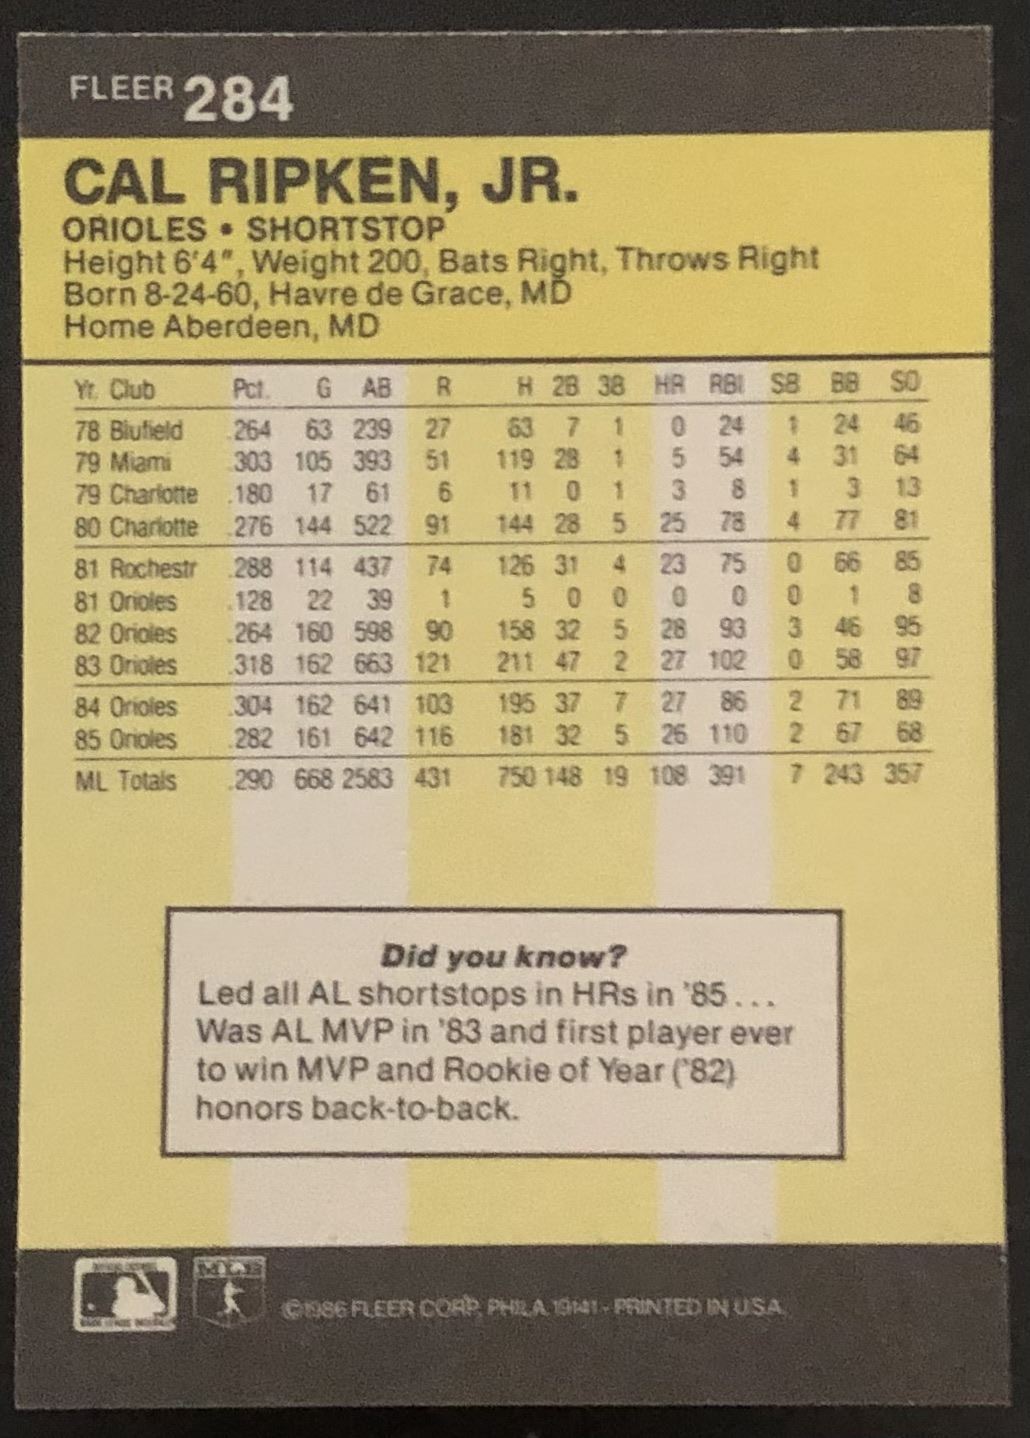 FLEER 284
CAL RIPKEN, JR.
ORIOLES • SHORTSTOP
Height 6'4", Weight 200, Bats Right, Throws Right
Born 8-24-60, Havre de Grace, MD
Home Aberdeen, MD
Yr. Club Pct. G AB R H 2B 3B HR RBI SB BB SO
78 Blufield .264 63 239 27 63 7 1 0 24 1 24 46
79 Miami .303 105 393 51 119 28 1 5 54 4 31 64
79 Charlotte .180 17 61 6 11 0 1 3 8 1 3 13
80 Charlotte .276 144 522 91 144 28 5 25 78 4 77 81
81 Rochestr .288 114 437 74 126 31 4 23 75 0 66 85
81 Orioles .128 22 39 1 5 0 0 0 0 0 1 8
82 Orioles .264 160 598 90 158 32 5 28 93 3 46 95
83 Orioles .318 162 663 121 211 47 2 27 102 0 58 97
84 Orioles .304 162 641 103 195 37 7 27 86 2 71 89
85 Orioles .282 161 642 116 181 32 5 26 110 2 67 68
ML Totals .290 668 2583 431 750 148 19 108 391 7 243 357
Did you know?
Led all AL shortstops in HRs in '85...
Was AL MVP in '83 and first player ever
to win MVP and Rookie of Year ('82)
honors back-to-back.
MLB
©1986 FLEER CORP. PHILA. 19141 - PRINTED IN U.S.A.